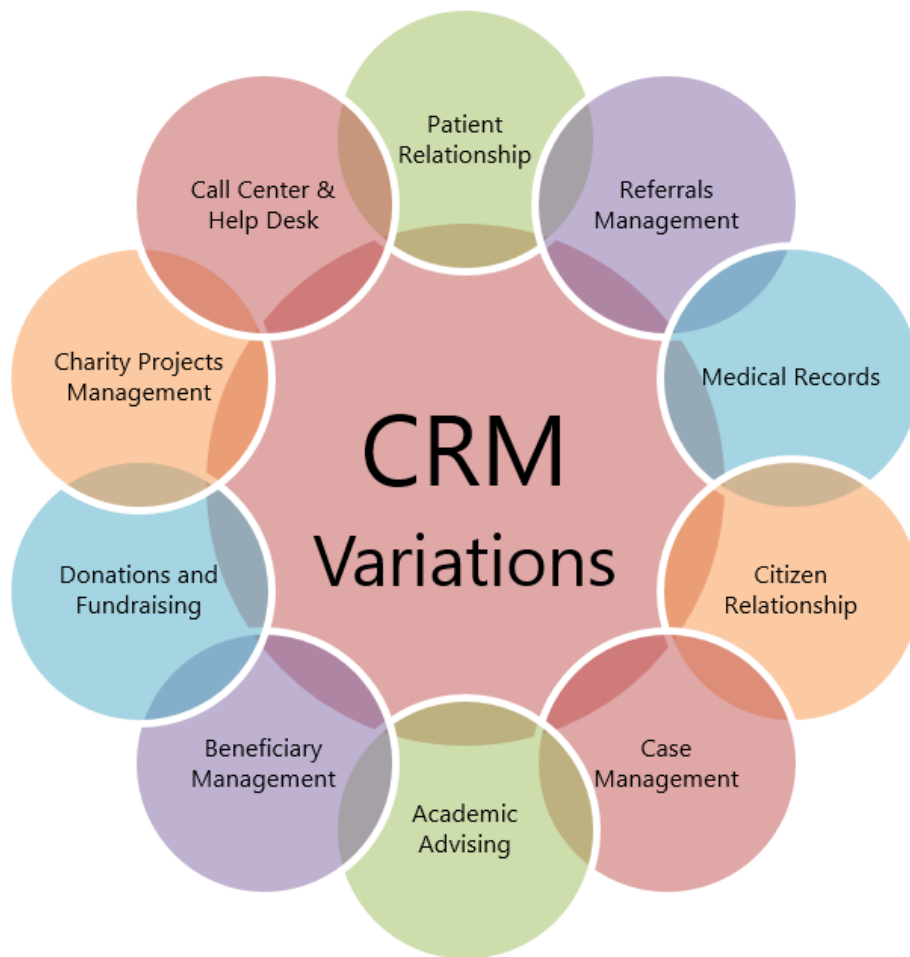 Patient
Relationship
Referrals
Management
Medical Records
Citizen
Relationship
Case
Management
Academic
Advising
Beneficiary
Management
Donations and
Fundraising
Charity Projects
Management
Call Center &
Help Desk
CRM
Variations